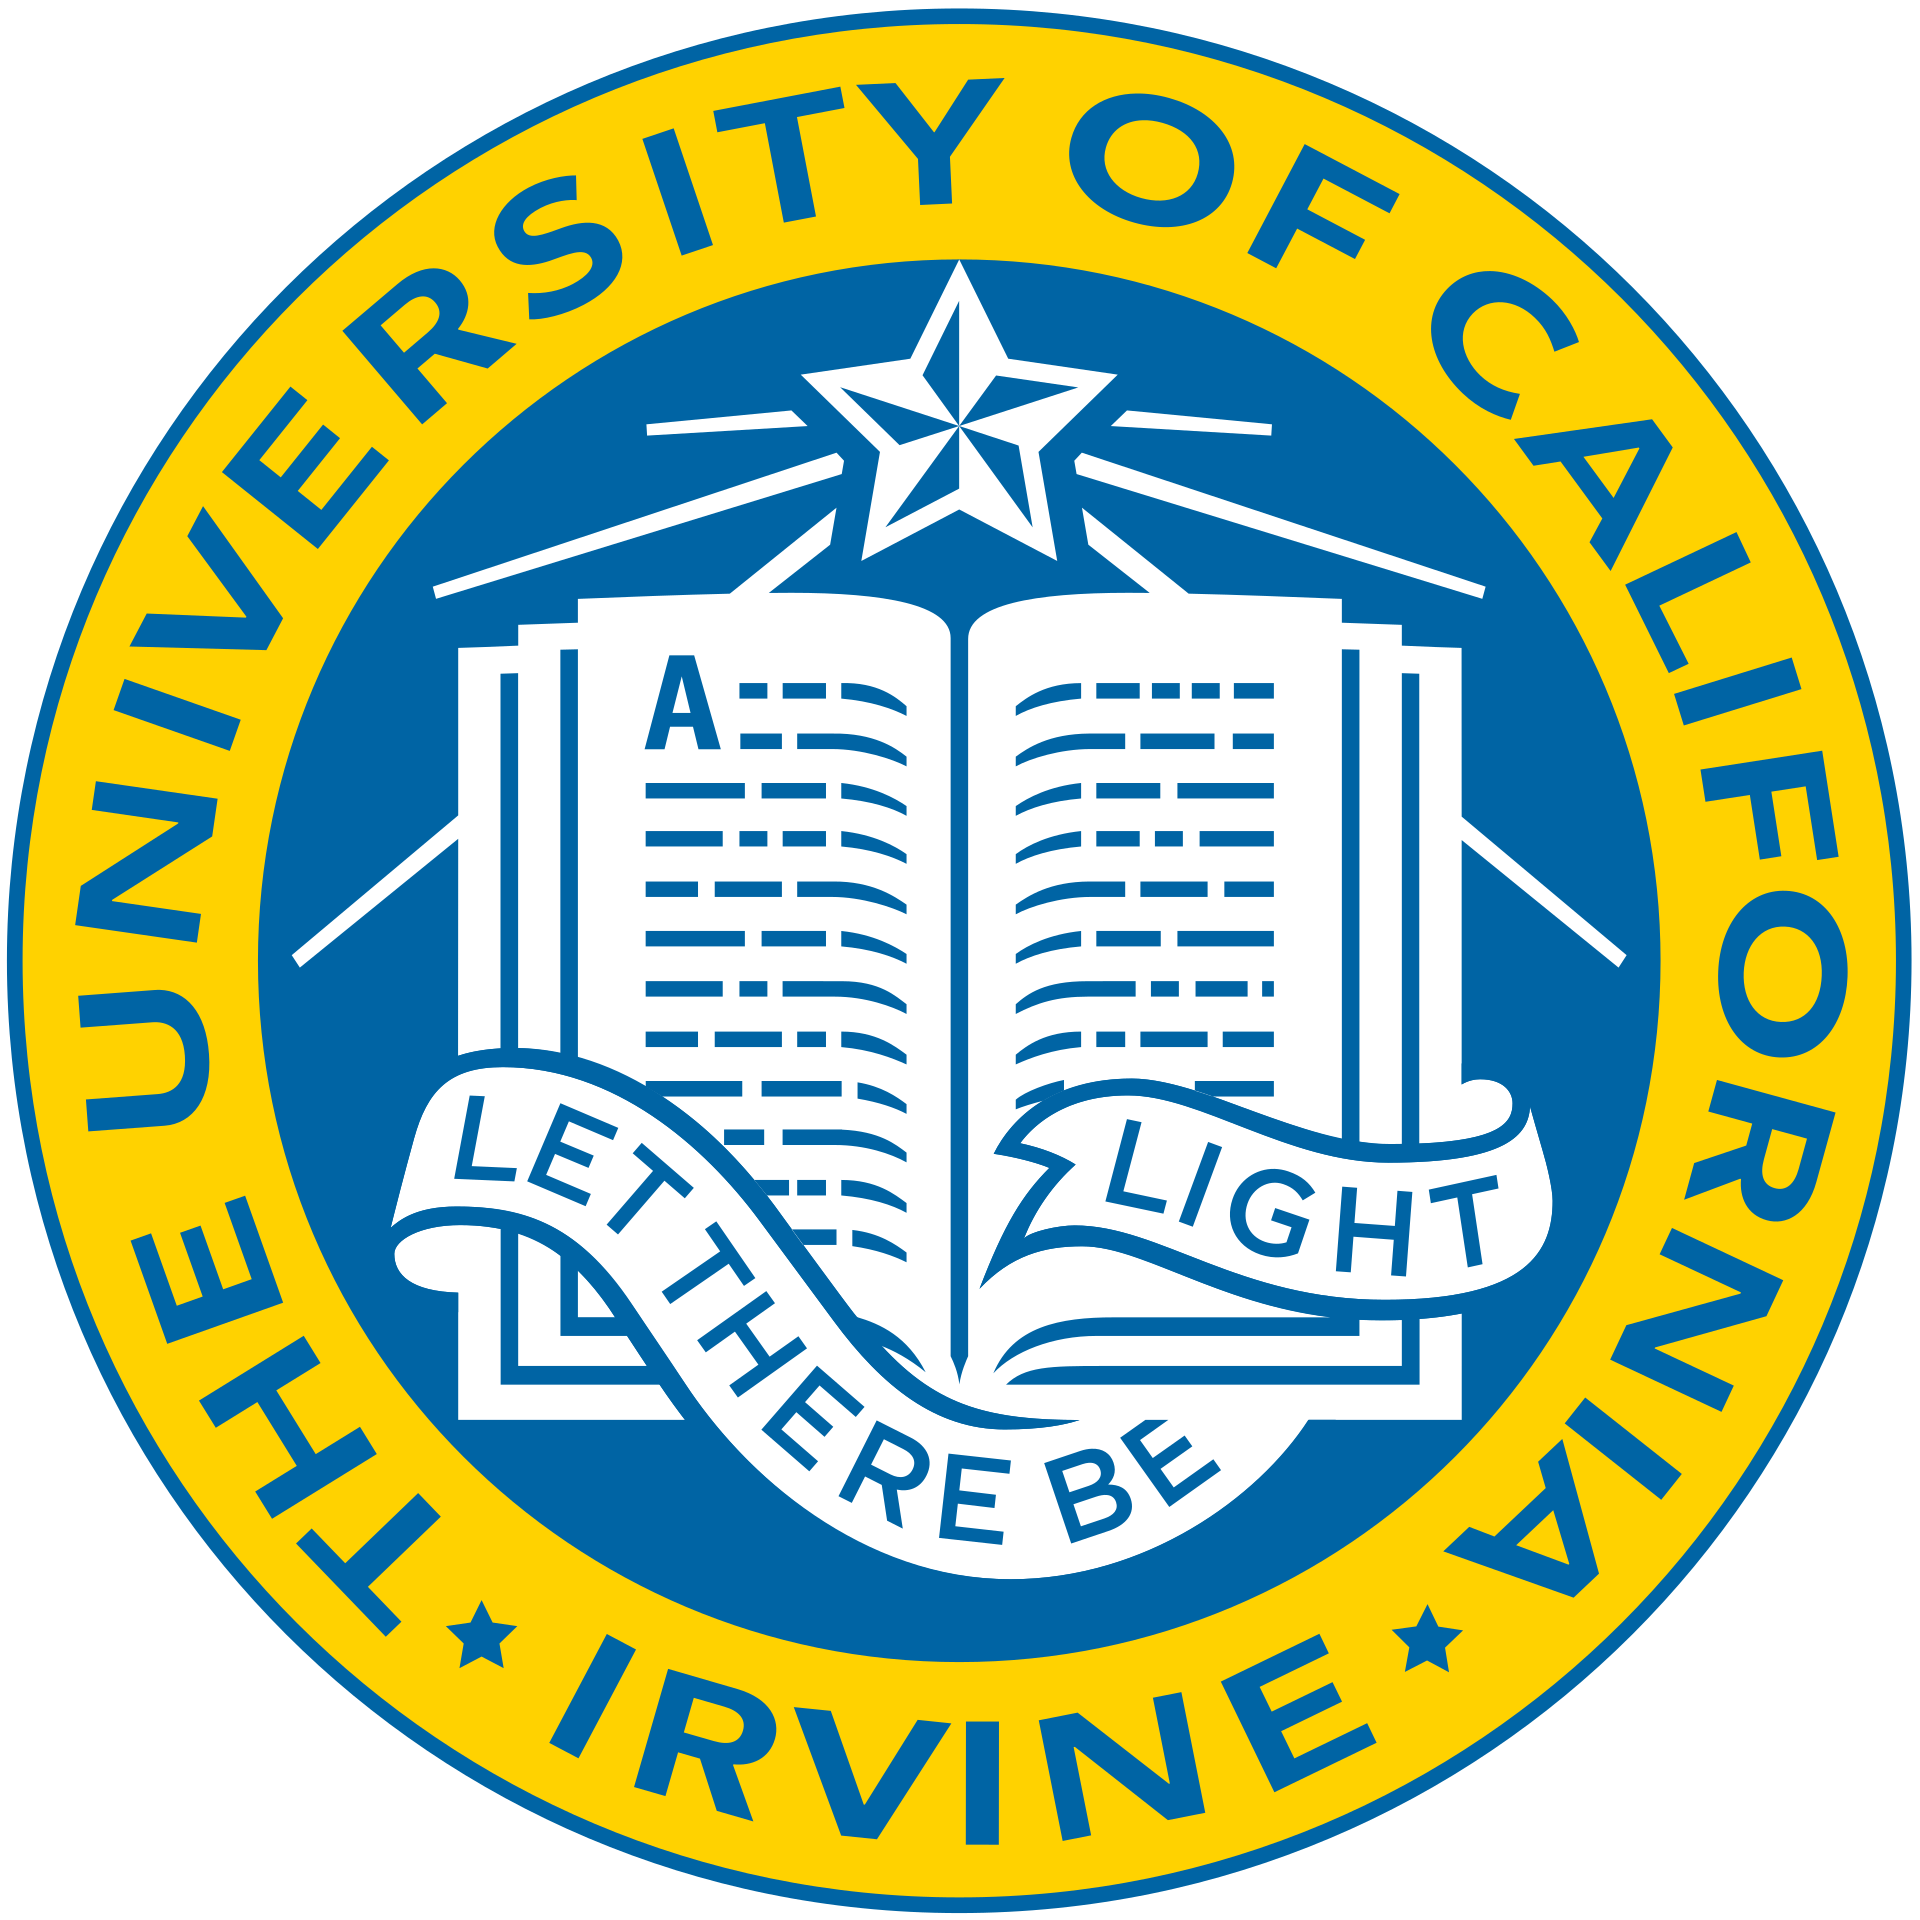 THE UNIVERSITY OF CALIFORNIA
IRVINE
A
LET THERE BE LIGHT